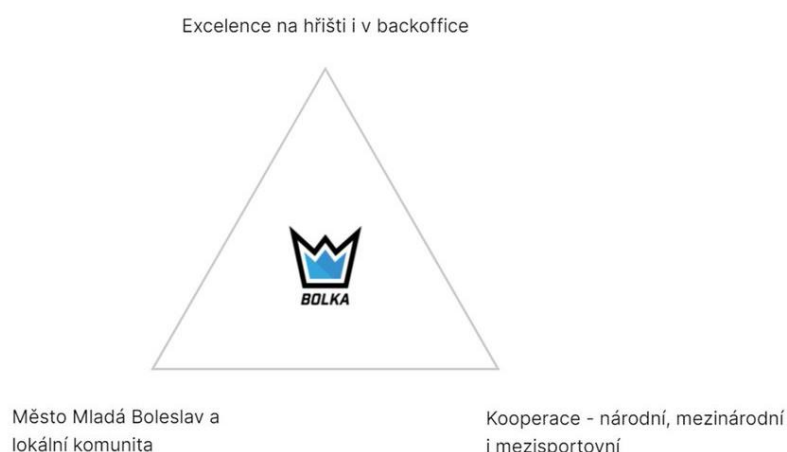 Excelence na hřišti i v backoffice
BOLKA
Město Mladá Boleslav a
lokální komunita
Kooperace - národní, mezinárodní
i mezisportovní